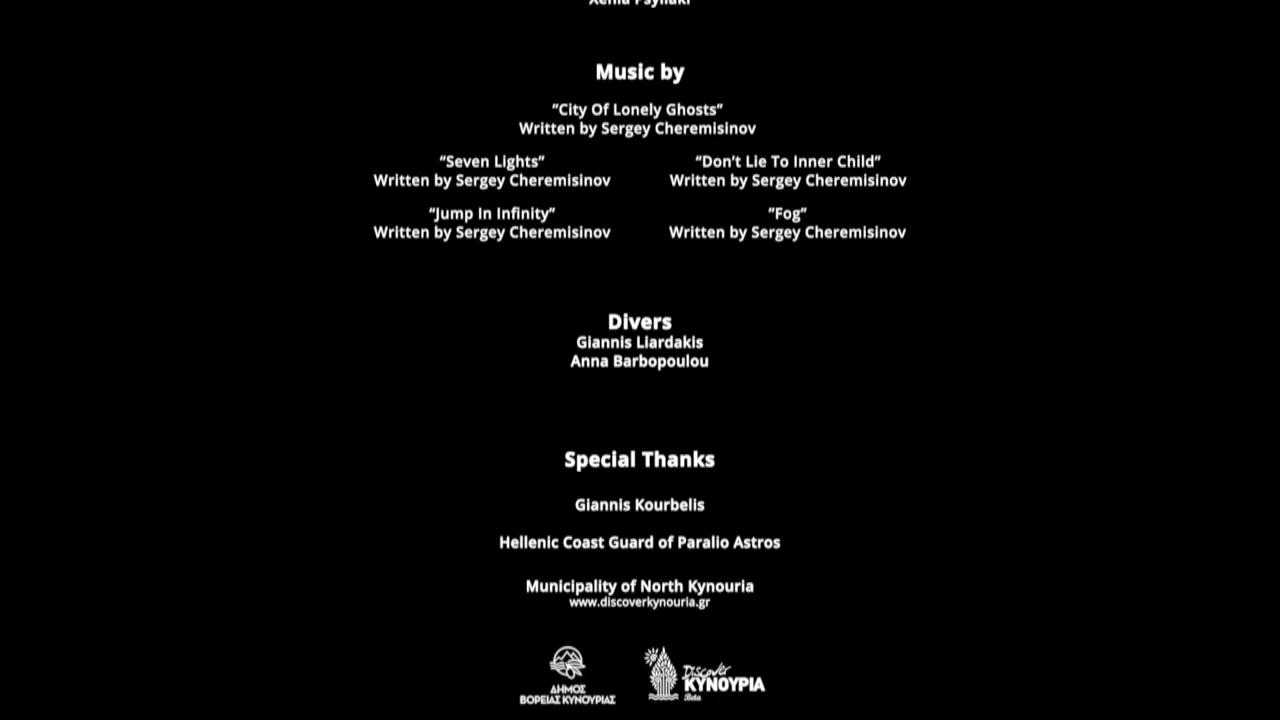 Music by
“City Of Lonely Ghosts”
Written by Sergey Cheremisinov
“Seven Lights”
Written by Sergey Cheremisinov
“Don’t Lie To Inner Child”
Written by Sergey Cheremisinov
“Jump In Infinity”
Written by Sergey Cheremisinov
“Fog”
Written by Sergey Cheremisinov
Divers
Giannis Liardakis
Anna Barbopoulou
Special Thanks
Giannis Kourbelis
Hellenic Coast Guard of Paralio Astros
Municipality of North Kynouria
www.discoverkynouria.gr
ΔΗΜΟΣ
ΒΟΡΕΙΑΣ ΚΥΝΟΥΡΙΑΣ
Discover
ΚΥΝΟΥΡΙΑ
Beta